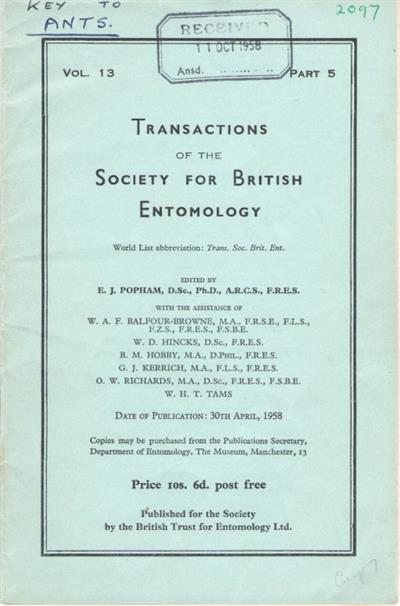 KEY TO
ANTS.
2097
RECEIVED
11 OCT 1958
Ansd. ...............
VOL. 13
PART 5
TRANSACTIONS
OF THE
SOCIETY FOR BRITISH
ENTOMOLOGY
World List abbreviation: Trans. Soc. Brit. Ent.
EDITED BY
E. J. POPHAM, D.Sc., Ph.D., A.R.C.S., F.R.E.S.
WITH THE ASSISTANCE OF
W. A. F. BALFOUR-BROWNE, M.A., F.R.S.E., F.L.S.,
F.Z.S., F.R.E.S., F.S.B.E.
W. D. HINCKS, D.Sc., F.R.E.S.
B. M. HOBBY, M.A., D.PHIL., F.R.E.S.
G. J. KERRICH, M.A., F.L.S., F.R.E.S.
O. W. RICHARDS, M.A., D.Sc., F.R.E.S., F.S.B.E.
W. H. T. TAMS
DATE OF PUBLICATION: 30TH APRIL, 1958
Copies may be purchased from the Publications Secretary,
Department of Entomology, The Museum, Manchester, 13
Price 10s. 6d. post free
Published for the Society
by the British Trust for Entomology Ltd.